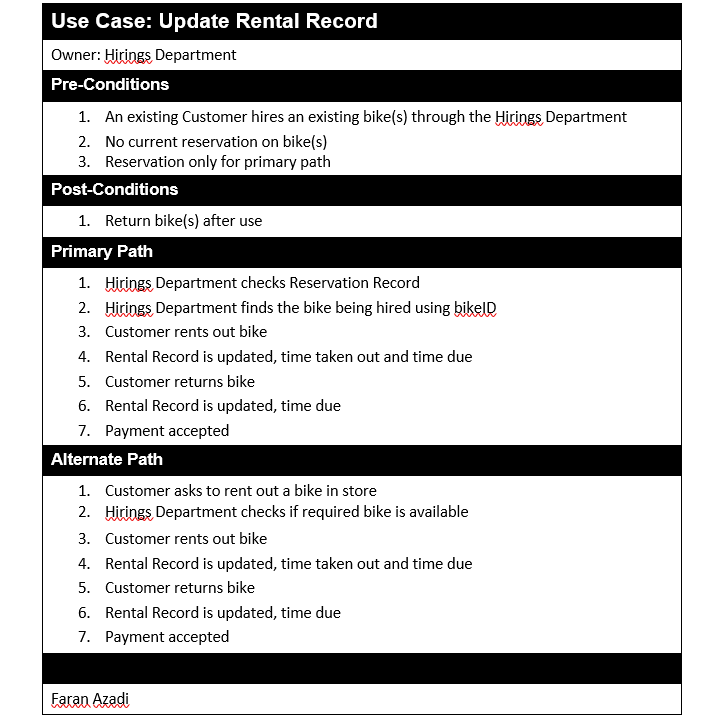 Use Case: Update Rental Record
Owner: Hirings Department
Pre-Conditions
1. An existing Customer hires an existing bike(s) through the Hirings Department
2. No current reservation on bike(s)
3. Reservation only for primary path
Post-Conditions
1. Return bike(s) after use
Primary Path
1. Hirings Department checks Reservation Record
2. Hirings Department finds the bike being hired using bikeID
3. Customer rents out bike
4. Rental Record is updated, time taken out and time due
5. Customer returns bike
6. Rental Record is updated, time due
7. Payment accepted
Alternate Path
1. Customer asks to rent out a bike in store
2. Hirings Department checks if required bike is available
3. Customer rents out bike
4. Rental Record is updated, time taken out and time due
5. Customer returns bike
6. Rental Record is updated, time due
7. Payment accepted
Faran Azadi